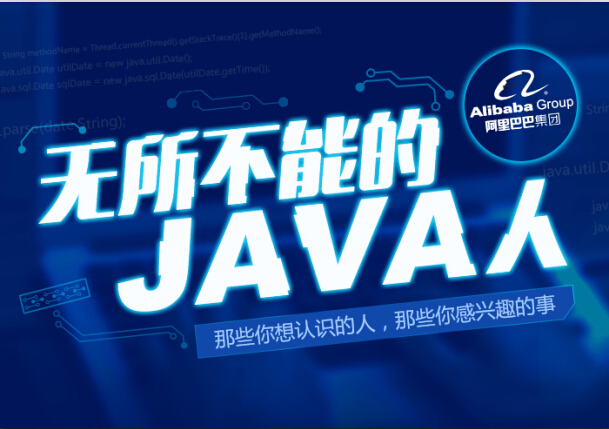 String methodName = Thread.currentThread().getStackTrace()[1].getMethodName();
java.util.Date utilDate = new java.util.Date();
java.sql.Date sqlDate = new java.sql.Date(utilDate.getTime());
.parse(date String);
Alibaba Group
阿里巴巴集团
无所不能的
java.util.D
JAVA人
那些你想认识的人，那些你感兴趣的事